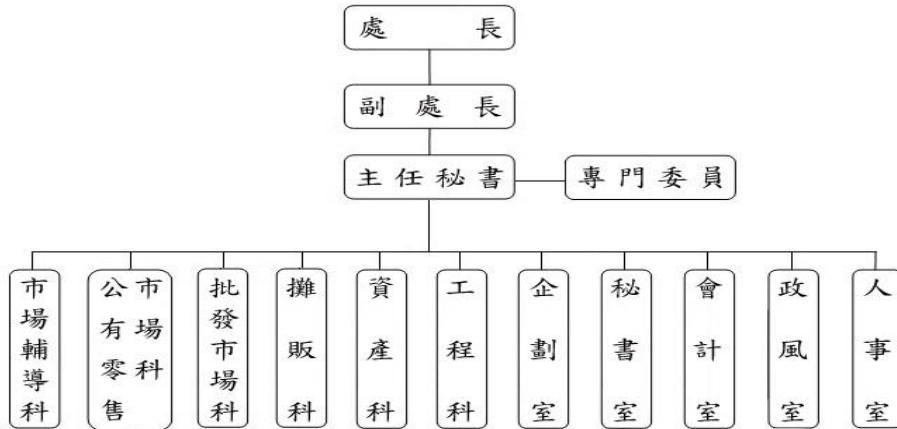 處長
副處長
主任秘書
專門委員
市場輔導科
公有零售
市場科
批發市場科
攤販科
資產科
工程科
企劃室
秘書室
會計室
政風室
人事室